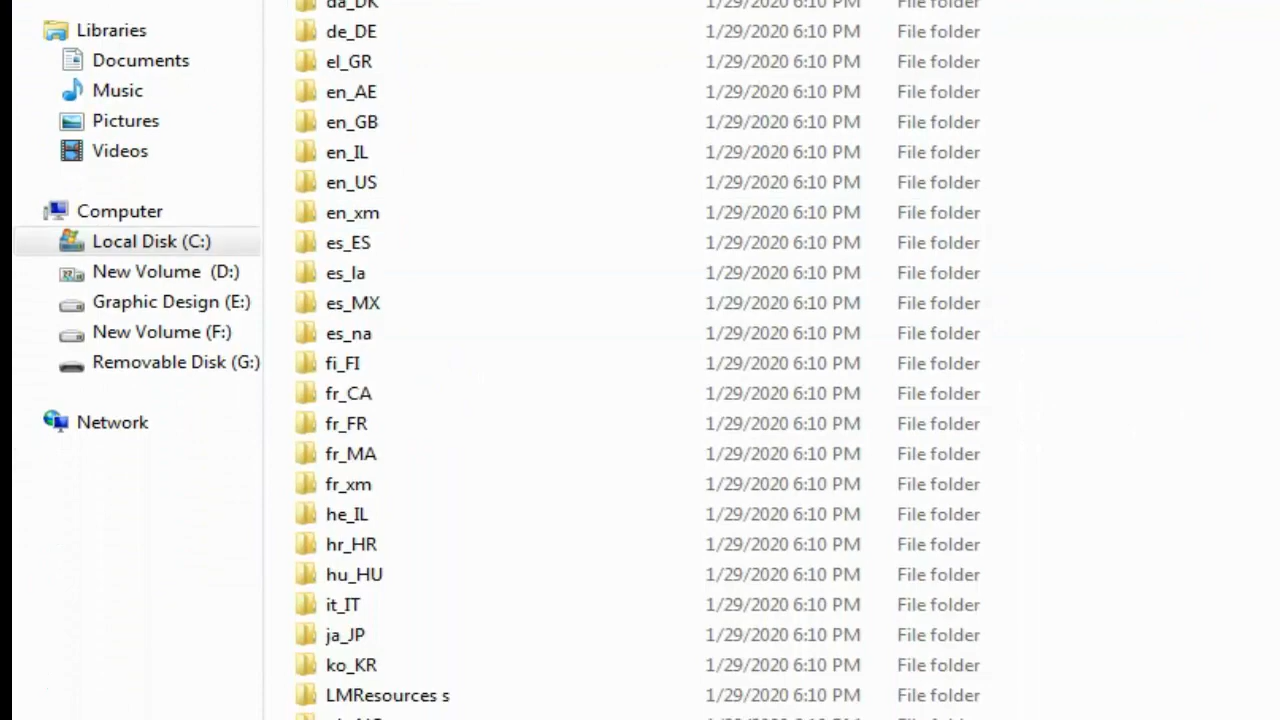 Libraries
Documents
Music
Pictures
Videos
Computer
Local Disk (C:)
New Volume (D:)
Graphic Design (E:)
New Volume (F:)
Removable Disk (G:)
Network
da_DK 1/29/2020 6:10 PM File folder
de_DE 1/29/2020 6:10 PM File folder
el_GR 1/29/2020 6:10 PM File folder
en_AE 1/29/2020 6:10 PM File folder
en_GB 1/29/2020 6:10 PM File folder
en_IL 1/29/2020 6:10 PM File folder
en_US 1/29/2020 6:10 PM File folder
en_xm 1/29/2020 6:10 PM File folder
es_ES 1/29/2020 6:10 PM File folder
es_la 1/29/2020 6:10 PM File folder
es_MX 1/29/2020 6:10 PM File folder
es_na 1/29/2020 6:10 PM File folder
fi_FI 1/29/2020 6:10 PM File folder
fr_CA 1/29/2020 6:10 PM File folder
fr_FR 1/29/2020 6:10 PM File folder
fr_MA 1/29/2020 6:10 PM File folder
fr_xm 1/29/2020 6:10 PM File folder
he_IL 1/29/2020 6:10 PM File folder
hr_HR 1/29/2020 6:10 PM File folder
hu_HU 1/29/2020 6:10 PM File folder
it_IT 1/29/2020 6:10 PM File folder
ja_JP 1/29/2020 6:10 PM File folder
ko_KR 1/29/2020 6:10 PM File folder
LMResources s 1/29/2020 6:10 PM File folder